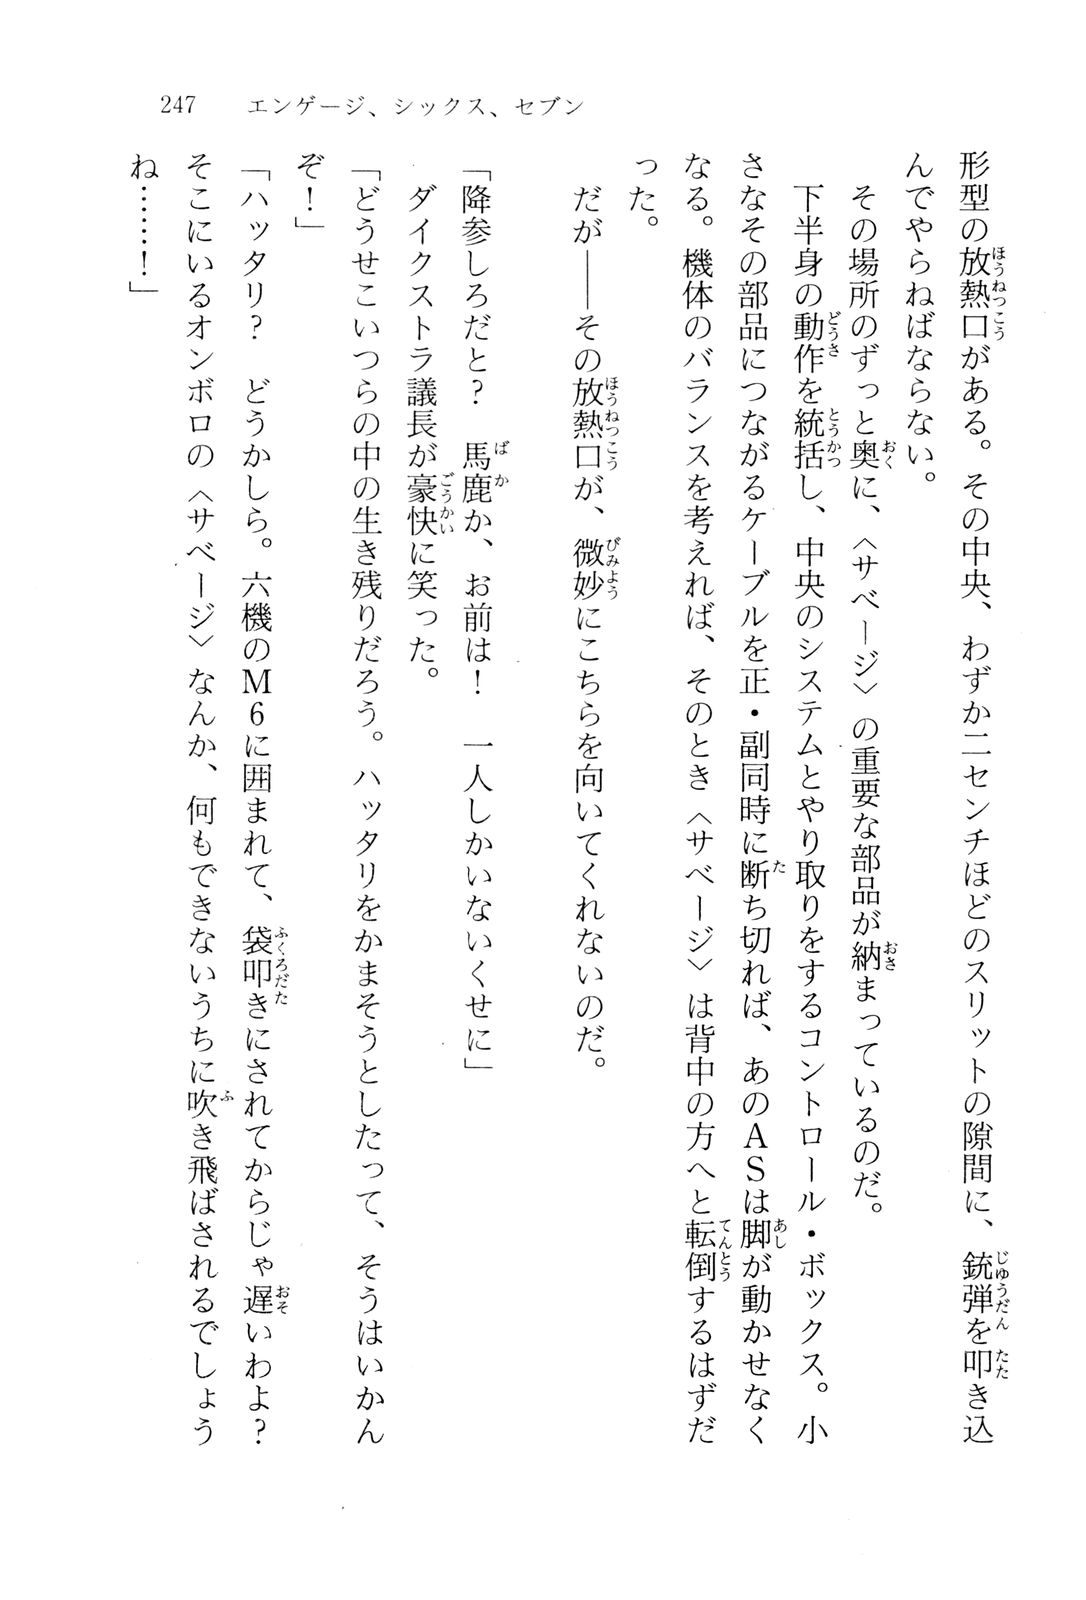 247　エンゲージ、シックス、セブン
形型の放熱口がある。その中央、わずか二センチほどのスリットの隙間に、銃弾を叩き込
んでやらねばならない。
　その場所のずっと奥に、〈サベージ〉の重要な部品が納まっているのだ。
　下半身の動作を統括し、中央のシステムとやり取りをするコントロール・ボックス。小
さなその部品につながるケーブルを正・副同時に断ち切れば、あのＡＳは脚が動かせなく
なる。機体のバランスを考えれば、そのとき〈サベージ〉は背中の方へと転倒するはずだ
った。
　だが――その放熱口が、微妙にこちらを向いてくれないのだ。
「降参しろだと？　馬鹿か、お前は！　一人しかいないくせに」
　ダイクストラ議長が豪快に笑った。
「どうせこいつらの中の生き残りだろう。ハッタリをかまそうとしたって、そうはいかん
ぞ！」
「ハッタリ？　どうかしら。六機のＭ６に囲まれて、袋叩きにされてからじゃ遅いわよ？
そこにいるオンボロの〈サベージ〉なんか、何もできないうちに吹き飛ばされるでしょう
ね……！」